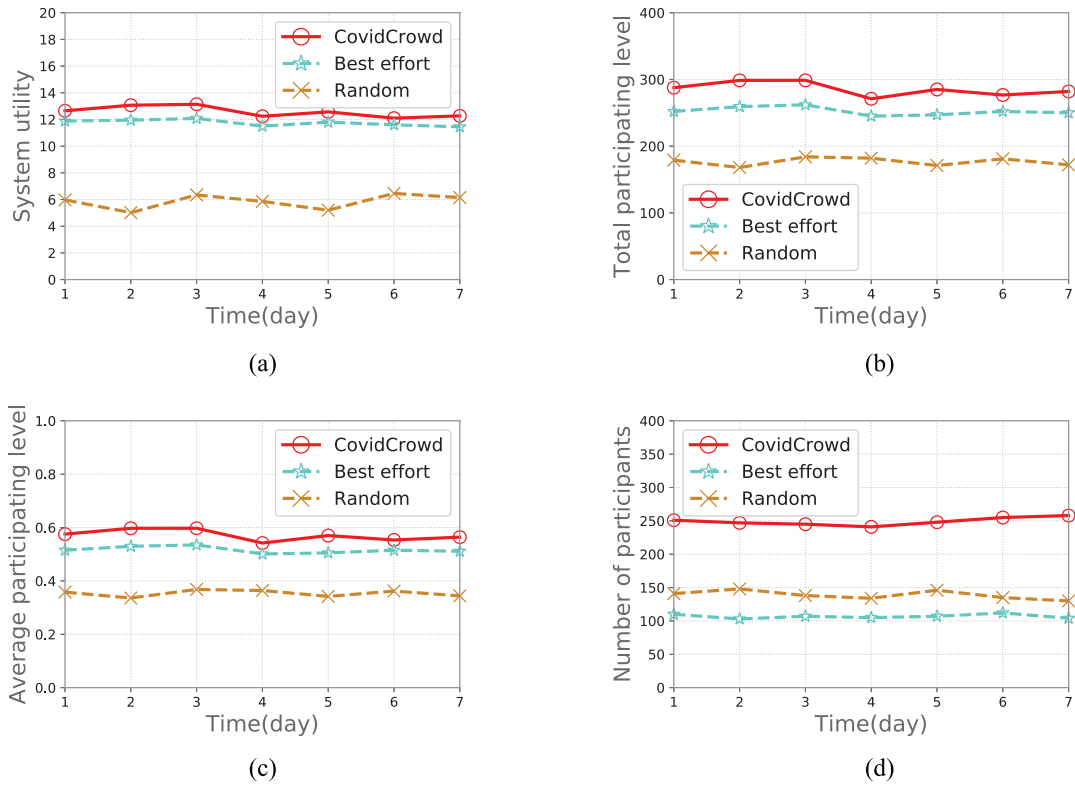 System utility
20
18
16
14
12
10
8
6
4
2
0
CovidCrowd
Best effort
Random
1 2 3 4 5 6 7
Time(day)
(a)
Total participating level
400
300
200
100
0
CovidCrowd
Best effort
Random
1 2 3 4 5 6 7
Time(day)
(b)
Average participating level
1.0
0.8
0.6
0.4
0.2
0.0
CovidCrowd
Best effort
Random
1 2 3 4 5 6 7
Time(day)
(c)
Number of participants
400
350
300
250
200
150
100
50
0
CovidCrowd
Best effort
Random
1 2 3 4 5 6 7
Time(day)
(d)